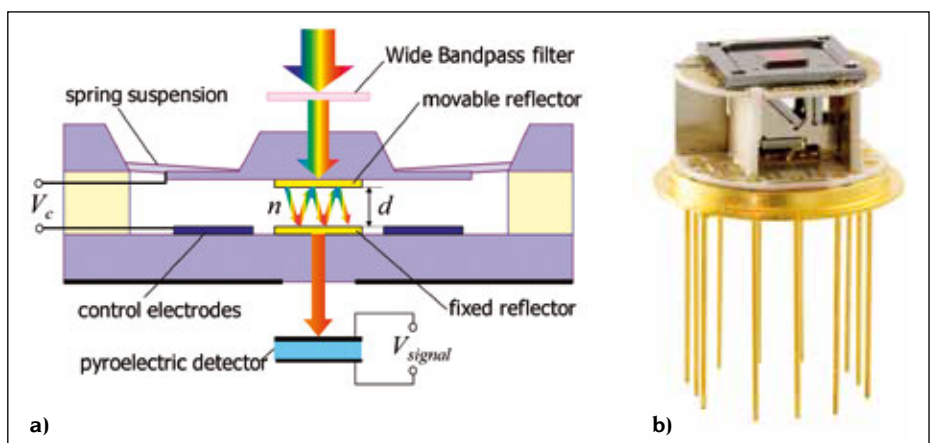 Wide Bandpass filter
spring suspension
movable reflector
V_c
n
d
control electrodes
fixed reflector
pyroelectric detector
V_signal
a)
b)